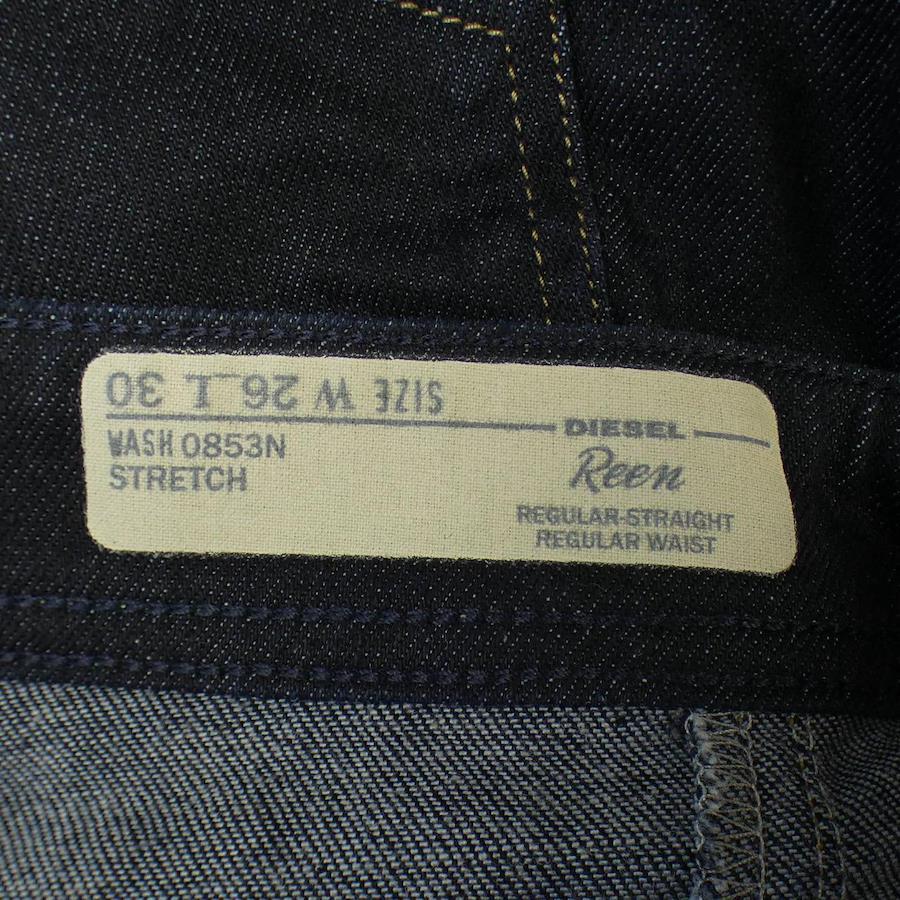 SIZE W 26 L 30
DIESEL
WASH 0853N
STRETCH
Reen
REGULAR-STRAIGHT
REGULAR WAIST